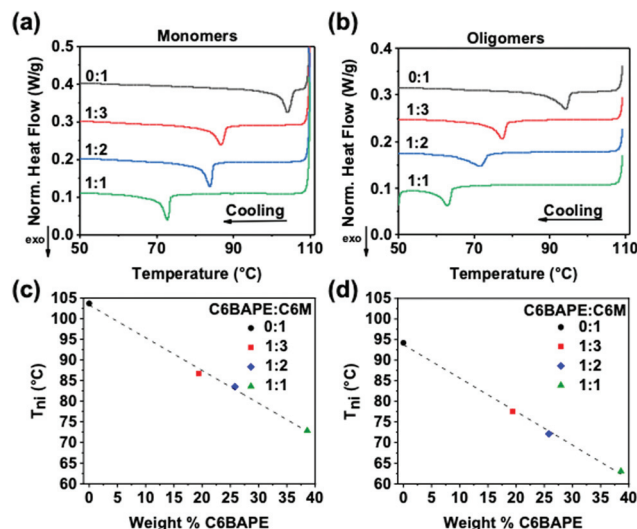 (a)
Monomers
Norm. Heat Flow (W/g)
0.5
0.4
0.3
0.2
0.1
0.0
0:1
1:3
1:2
1:1
Cooling
exo
50
70
90
110
Temperature (°C)
(b)
Oligomers
Norm. Heat Flow (W/g)
0.4
0.3
0.2
0.1
0.0
0:1
1:3
1:2
1:1
Cooling
exo
50
70
90
110
Temperature (°C)
(c)
Tni (°C)
105
100
95
90
85
80
75
70
65
60
C6BAPE:C6M
0:1
1:3
1:2
1:1
0 5 10 15 20 25 30 35 40
Weight % C6BAPE
(d)
Tni (°C)
105
100
95
90
85
80
75
70
65
60
C6BAPE:C6M
0:1
1:3
1:2
1:1
0 5 10 15 20 25 30 35 40
Weight % C6BAPE